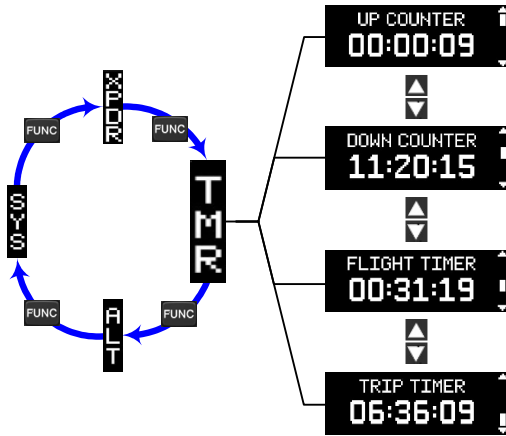 XPDR
FUNC
FUNC
SYS
TMR
FUNC
FUNC
ALT
UP COUNTER
00:00:09
DOWN COUNTER
11:20:15
FLIGHT TIMER
00:31:19
TRIP TIMER
06:36:09